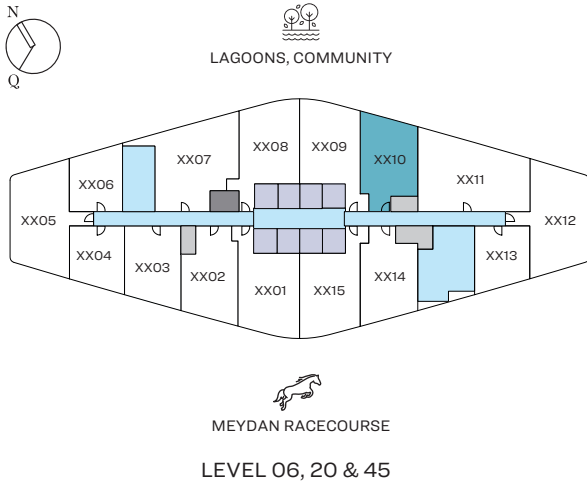 N
Q
LAGOONS, COMMUNITY
XX08
XX09
XX07
XX10
XX06
XX11
XX05
XX12
XX04
XX03
XX02
XX01
XX15
XX14
XX13
MEYDAN RACECOURSE
LEVEL 06, 20 & 45